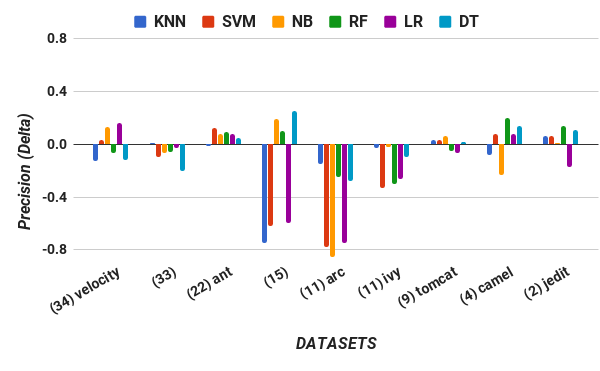 KNN SVM NB RF LR DT
0.8
0.4
0.0
-0.4
-0.8
Precision (Delta)
(34) velocity
(33)
(22) ant
(15)
(11) arc
(11) ivy
(9) tomcat
(4) camel
(2) jedit
DATASETS